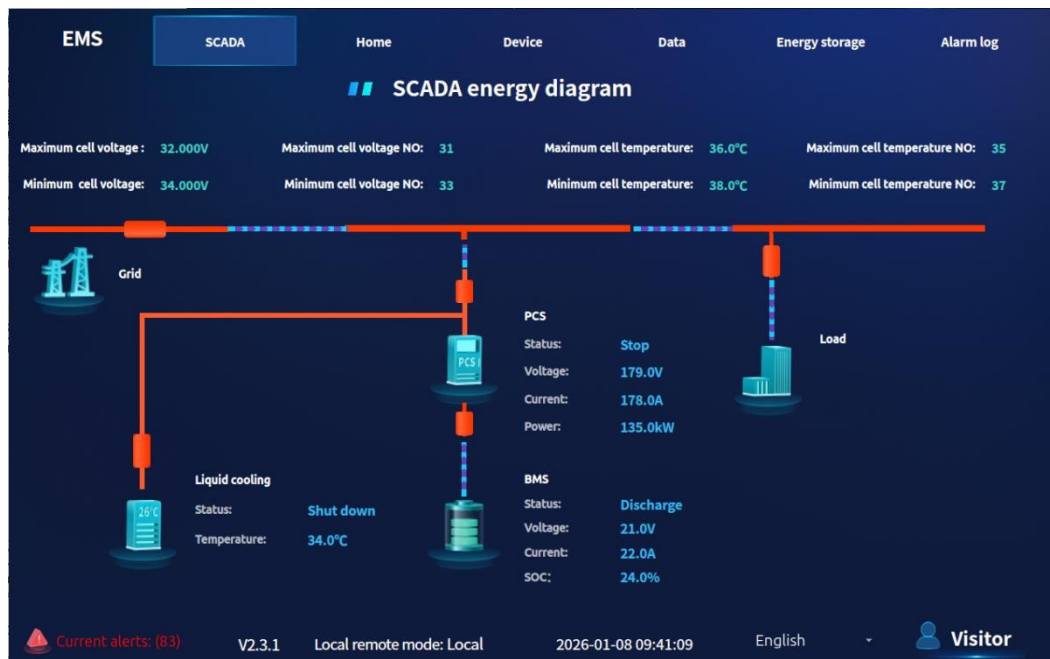 EMS SCADA Home Device Data Energy storage Alarm log
SCADA energy diagram
Maximum cell voltage : 32.000V Maximum cell voltage NO: 31 Maximum cell temperature: 36.0°C Maximum cell temperature NO: 35
Minimum cell voltage: 34.000V Minimum cell voltage NO: 33 Minimum cell temperature: 38.0°C Minimum cell temperature NO: 37
Grid
PCS
Status: Stop
Voltage: 179.0V
Current: 178.0A
Power: 135.0kW
PCS
Load
Liquid cooling
Status: Shut down
Temperature: 34.0°C
26°C
BMS
Status: Discharge
Voltage: 21.0V
Current: 22.0A
SOC: 24.0%
Current alerts: (83) V2.3.1 Local remote mode: Local 2026-01-08 09:41:09 English Visitor